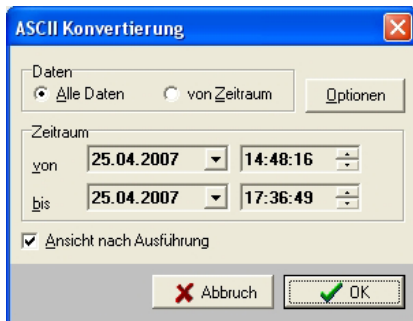 ASCII Konvertierung
Daten
Alle Daten von Zeitraum Optionen
Zeitraum
von 25.04.2007 14:48:16
bis 25.04.2007 17:36:49
Ansicht nach Ausführung
Abbruch OK